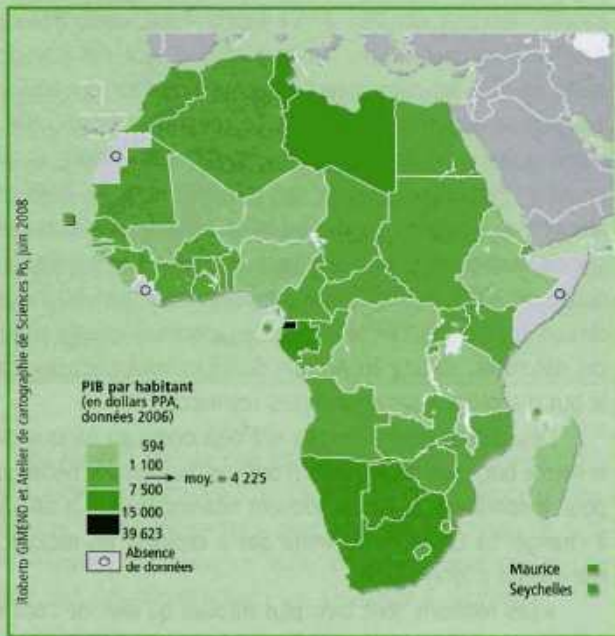 Roberto GIMENO et Atelier de cartographie de Sciences Po, juin 2008
PIB par habitant
(en dollars PPA,
données 2006)
594
1 100
moy. = 4 225
7 500
15 000
39 623
Absence
de données
Maurice
Seychelles